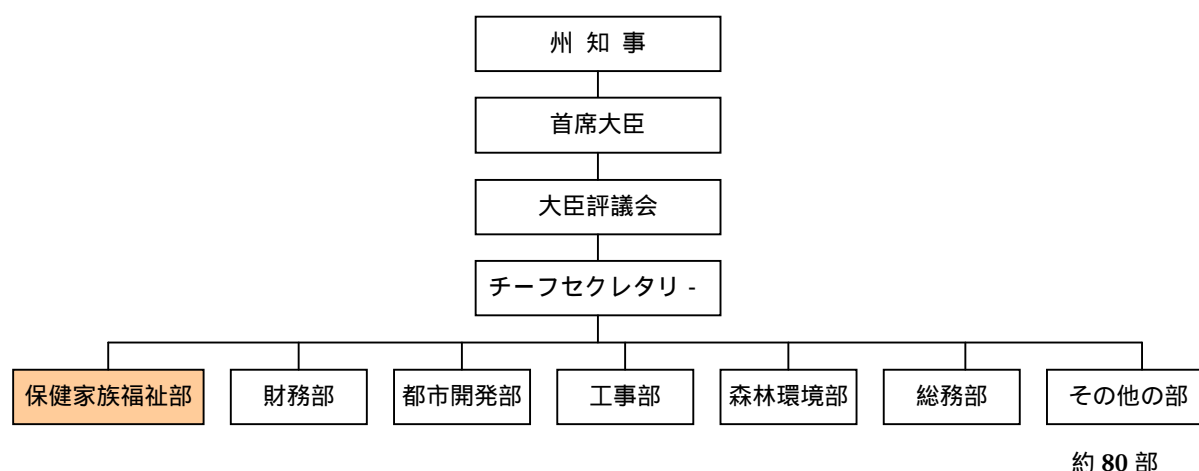 州 知 事
首席大臣
大臣評議会
チーフセクレタリ -
保健家族福祉部
財務部
都市開発部
工事部
森林環境部
総務部
その他の部
約 80 部